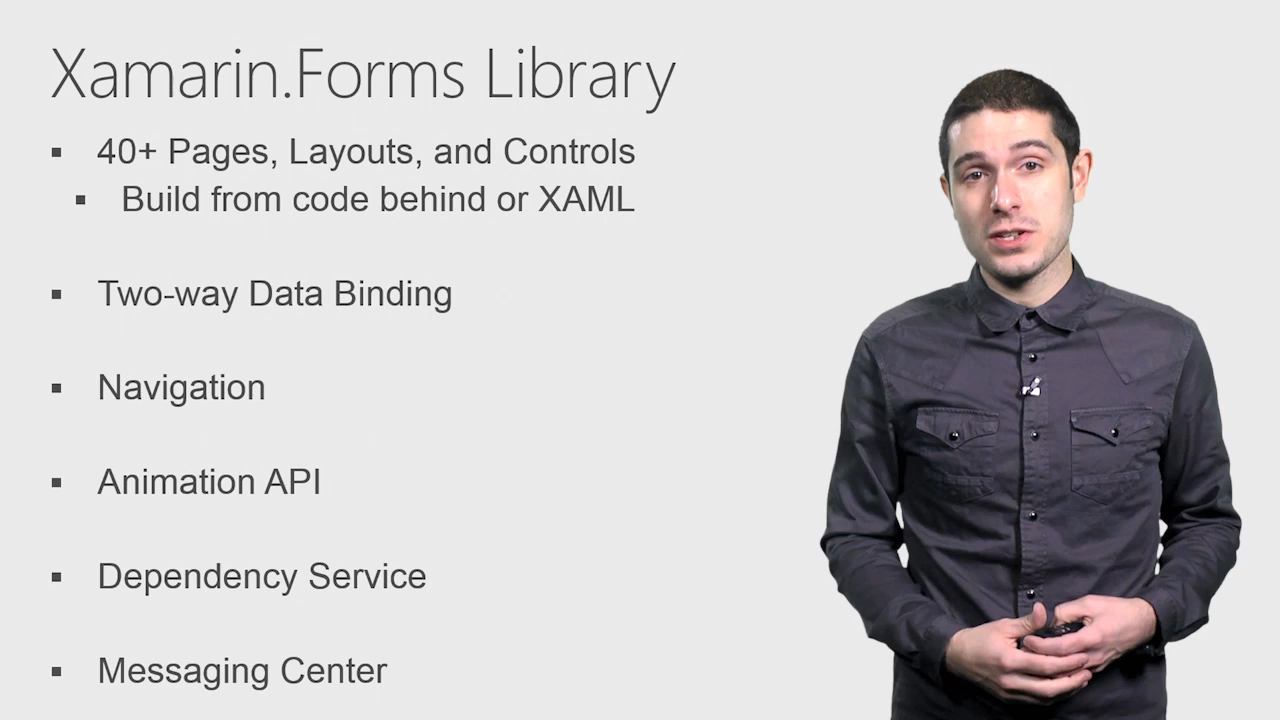 Xamarin.Forms Library
▪ 40+ Pages, Layouts, and Controls
▪ Build from code behind or XAML
▪ Two-way Data Binding
▪ Navigation
▪ Animation API
▪ Dependency Service
▪ Messaging Center